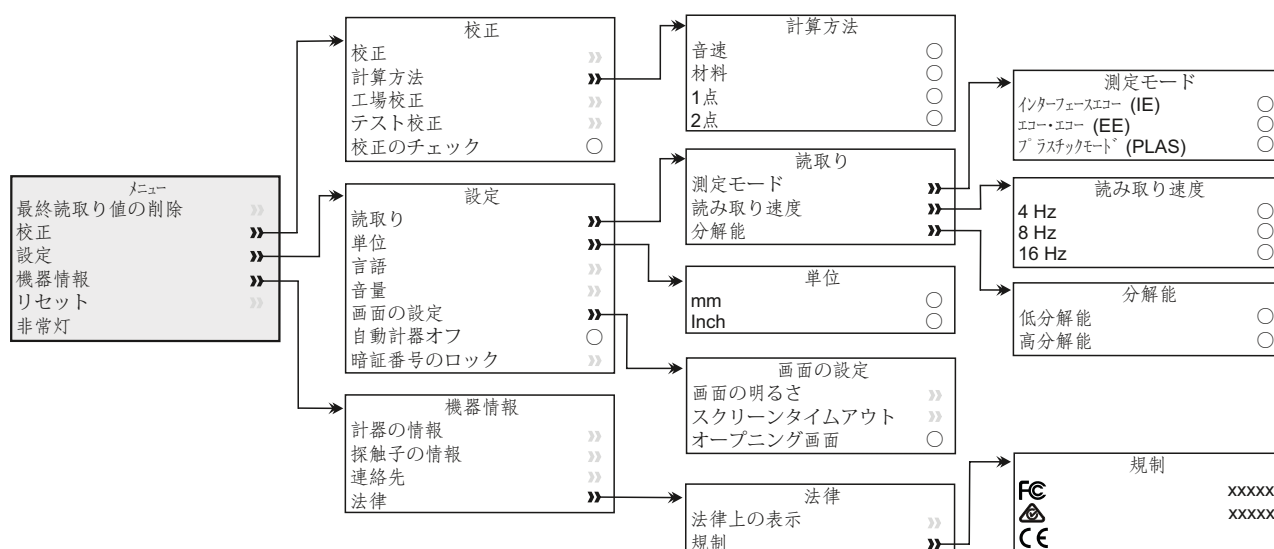 メニュー
最終読取り値の削除
校正
設定
機器情報
リセット
非常灯
校正
校正
計算方法
工場校正
テスト校正
校正のチェック
設定
読取り
単位
言語
音量
画面の設定
自動計器オフ
暗証番号のロック
機器情報
計器の情報
探触子の情報
連絡先
法律
計算方法
音速
材料
1点
2点
読取り
測定モード
読み取り速度
分解能
単位
mm
Inch
画面の設定
画面の明るさ
スクリーンタイムアウト
オープニング画面
法律
法律上の表示
規制
測定モード
インターフェースエコー (IE)
エコー・エコー (EE)
プラスチックモード (PLAS)
読み取り速度
4 Hz
8 Hz
16 Hz
分解能
低分解能
高分解能
規制
FC xxxxx
xxxxx
CE